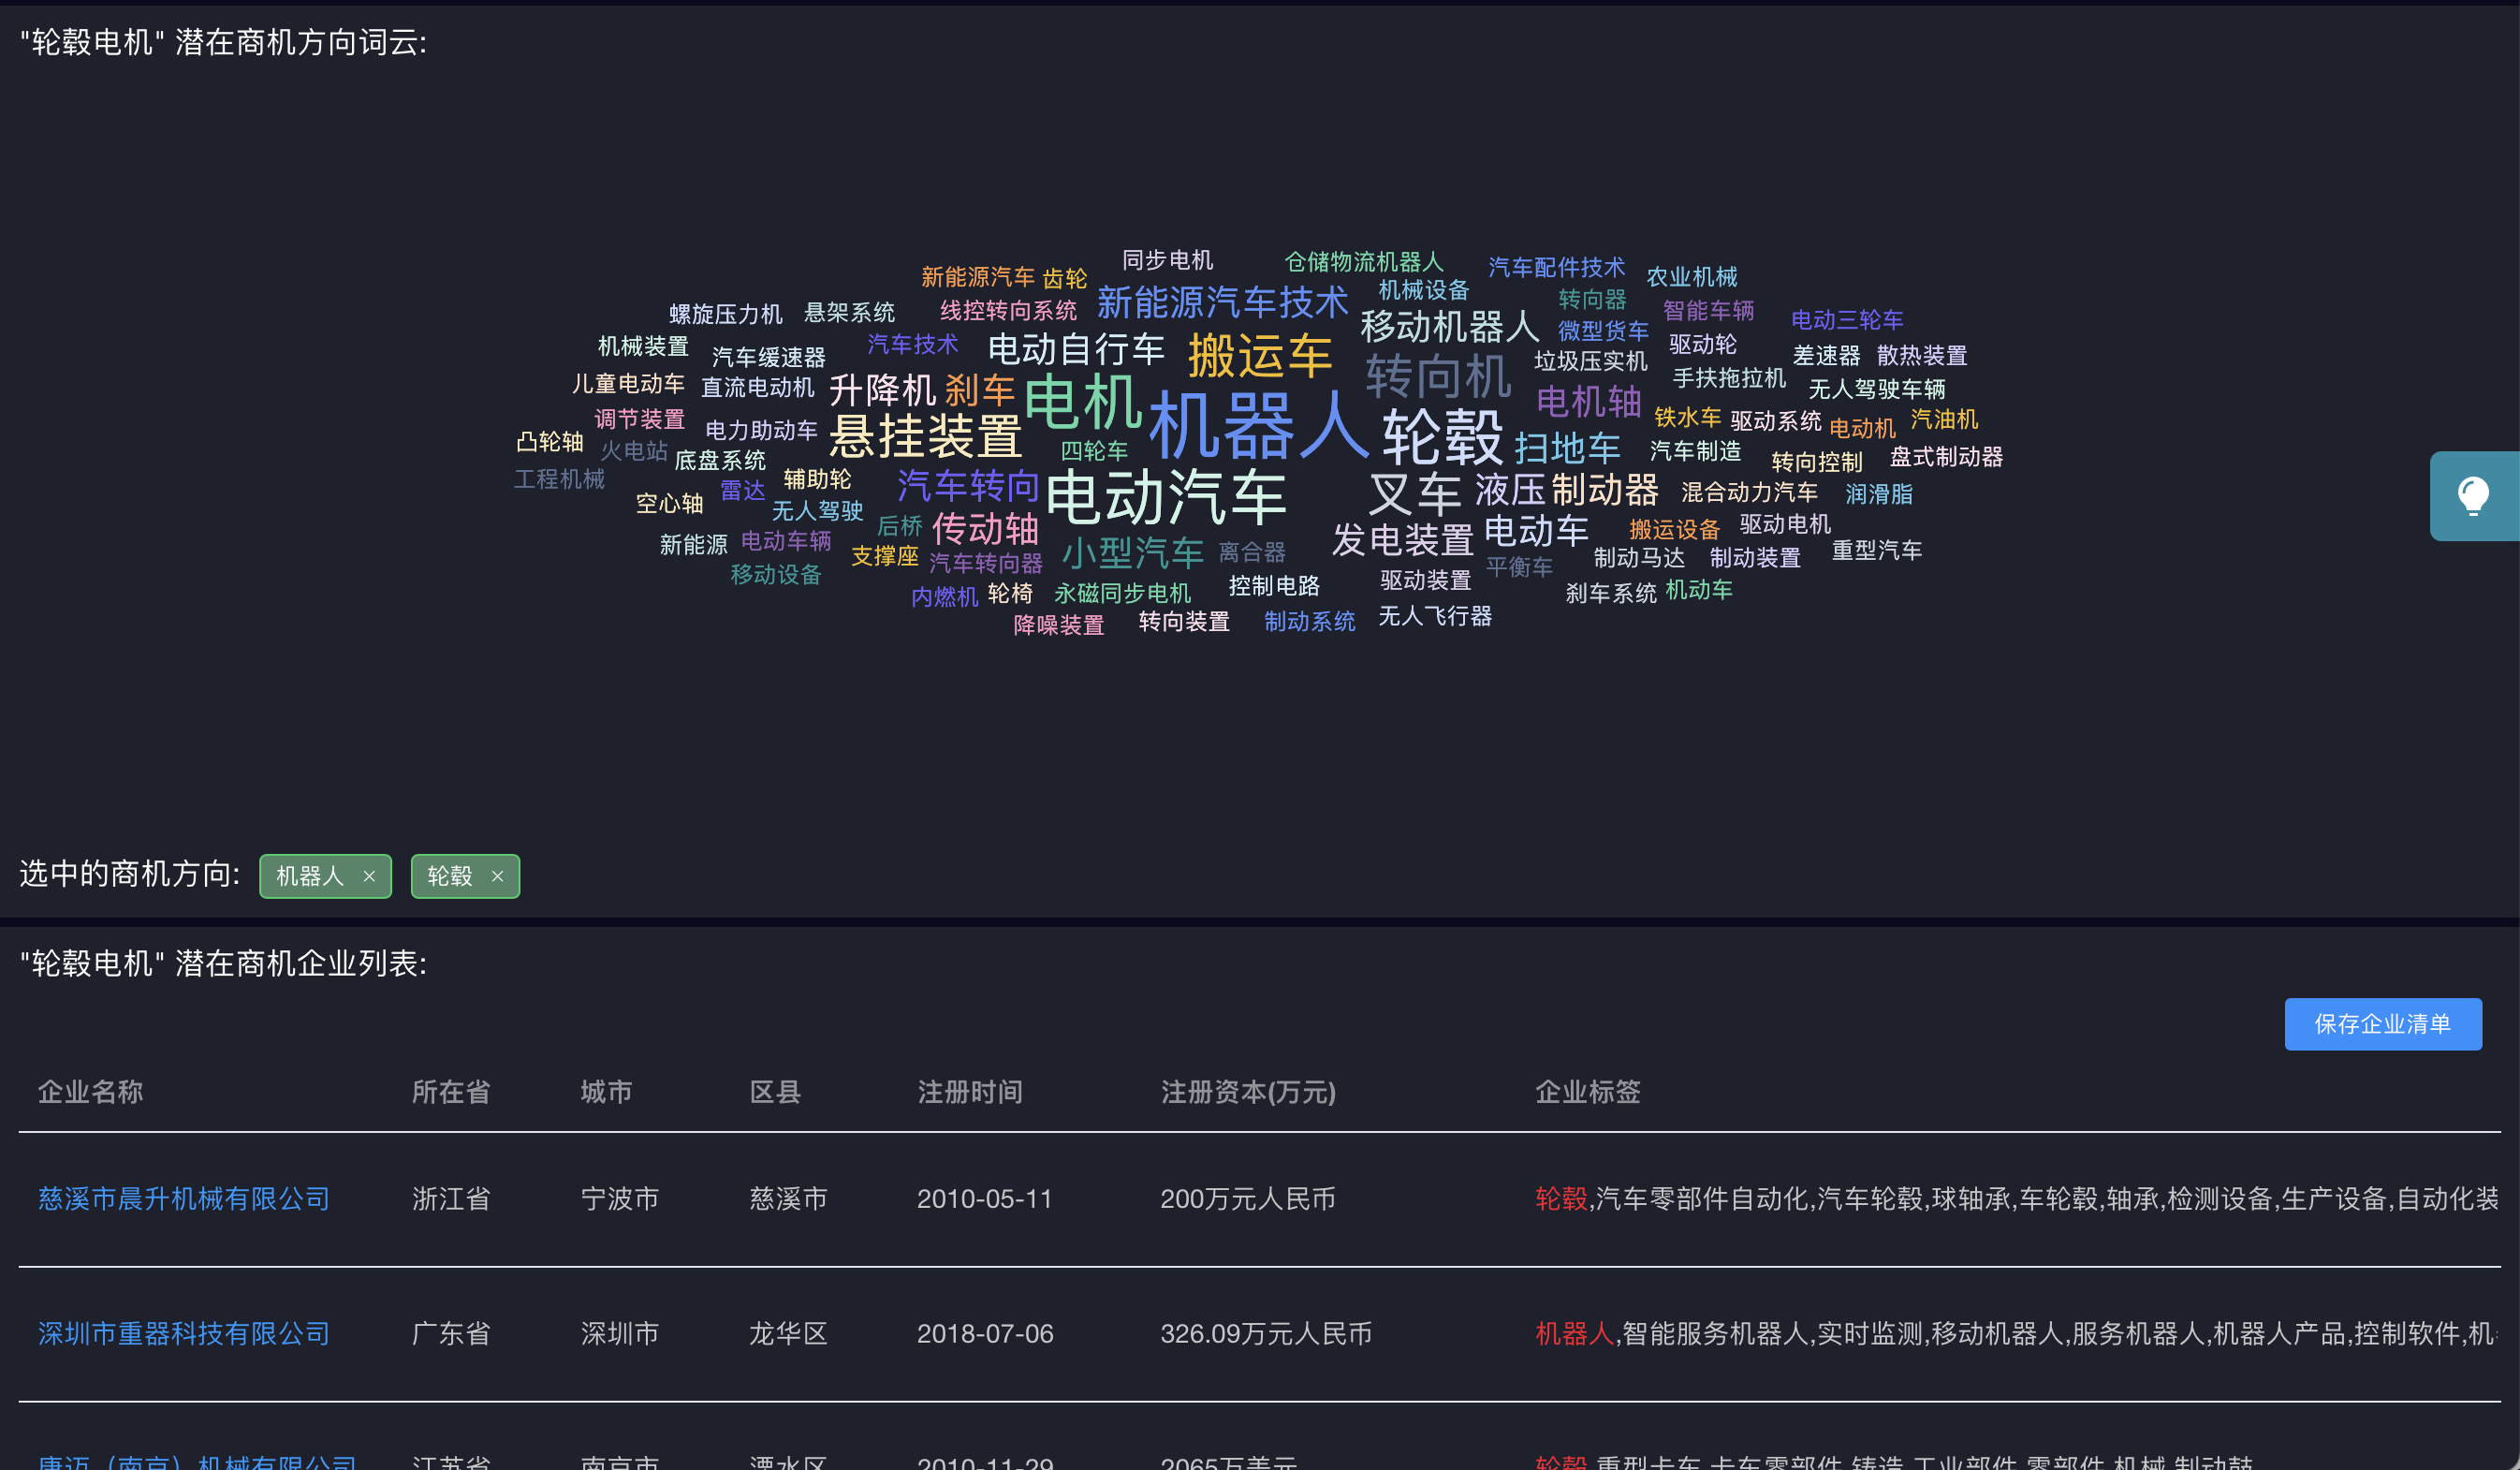 "轮毂电机" 潜在商机方向词云:
同步电机 仓储物流机器人 汽车配件技术 农业机械
新能源汽车 齿轮 新能源汽车技术 机械设备 转向器 智能车辆
螺旋压力机 悬架系统 线控转向系统 移动机器人 微型货车 电动三轮车
机械装置 汽车缓速器 汽车技术 电动自行车 搬运车 转向机 垃圾压实机 驱动轮 差速器 散热装置
儿童电动车 直流电动机 升降机 刹车 电机 机器人 电机轴 手扶拖拉机 无人驾驶车辆
调节装置 电力助动车 悬挂装置 四轮车 轮毂 扫地车 铁水车 驱动系统 电动机 汽油机
凸轮轴 火电站 底盘系统 汽车制造 转向控制 盘式制动器
工程机械 雷达 辅助轮 汽车转向 电动汽车 叉车 液压 制动器 混合动力汽车 润滑脂
空心轴 无人驾驶 后桥 传动轴 发电装置 电动车 搬运设备 驱动电机
新能源 电动车辆 支撑座 汽车转向器 小型汽车 离合器 平衡车 制动马达 制动装置 重型汽车
移动设备 内燃机 轮椅 永磁同步电机 控制电路 驱动装置 刹车系统 机动车
降噪装置 转向装置 制动系统 无人飞行器
选中的商机方向: 机器人 × 轮毂 ×
"轮毂电机" 潜在商机企业列表:
保存企业清单
企业名称 所在省 城市 区县 注册时间 注册资本(万元) 企业标签
慈溪市晨升机械有限公司 浙江省 宁波市 慈溪市 2010-05-11 200万元人民币 轮毂,汽车零部件自动化,汽车轮毂,球轴承,车轮毂,轴承,检测设备,生产设备,自动化装
深圳市重器科技有限公司 广东省 深圳市 龙华区 2018-07-06 326.09万元人民币 机器人,智能服务机器人,实时监测,移动机器人,服务机器人,机器人产品,控制软件,机
唐迈（南京）机械有限公司 江苏省 南京市 溧水区 2010-11-29 2065万美元 轮毂,重型卡车,卡车零部件,铸造,工业部件,零部件,机械,制动鼓